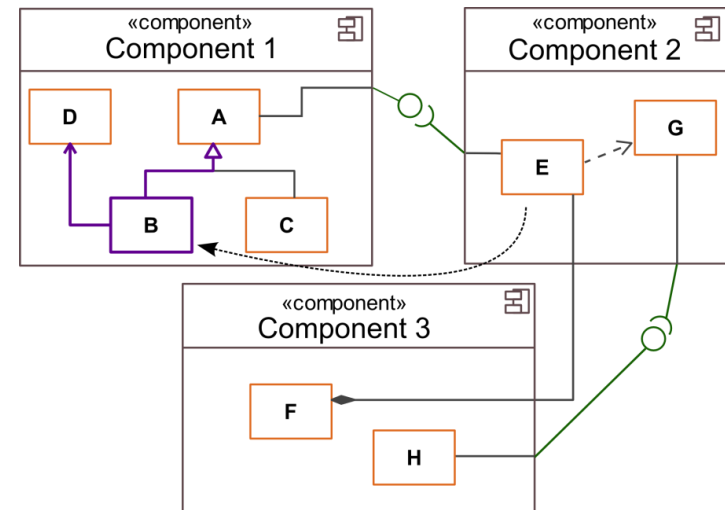 «component»
Component 1
D
A
B
C
«component»
Component 2
E
G
«component»
Component 3
F
H